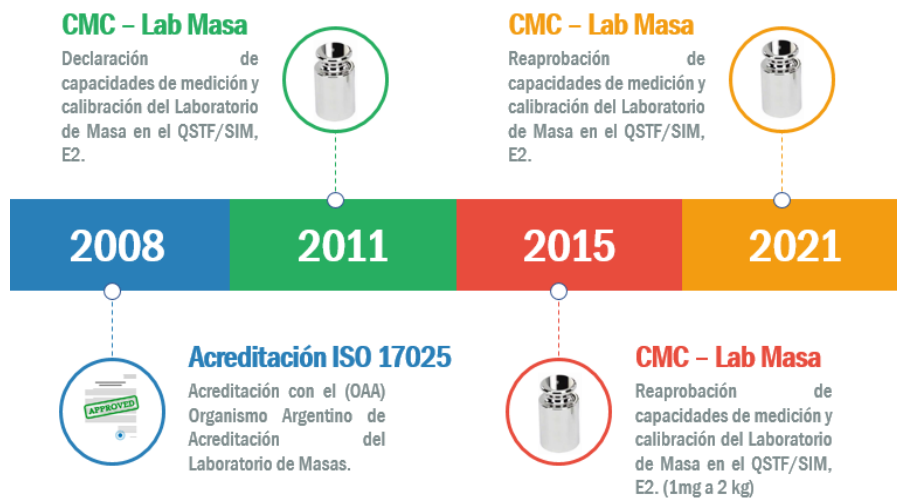 CMC – Lab Masa
Declaración de
capacidades de medición y
calibración del Laboratorio
de Masa en el QSTF/SIM,
E2.
CMC – Lab Masa
Reaprobación de
capacidades de medición y
calibración del Laboratorio
de Masa en el QSTF/SIM,
E2.
2008
2011
2015
2021
APPROVED
Acreditación ISO 17025
Acreditación con el (OAA)
Organismo Argentino de
Acreditación del
Laboratorio de Masas.
CMC – Lab Masa
Reaprobación de
capacidades de medición y
calibración del Laboratorio
de Masa en el QSTF/SIM,
E2. (1mg a 2 kg)